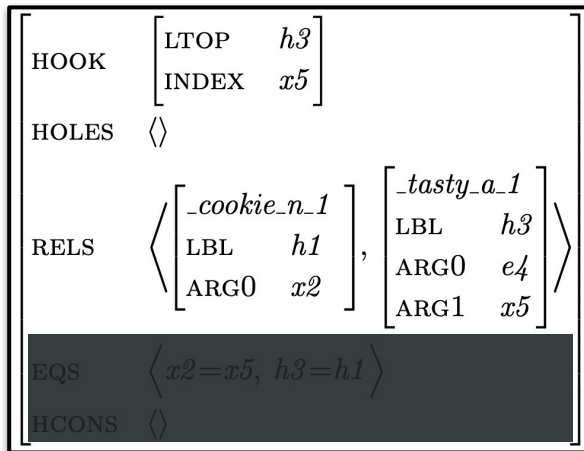 HOOK [LTOP h3
INDEX x5]
HOLES ⟨⟩
RELS ⟨[_cookie_n_1
LBL h1
ARG0 x2], [_tasty_a_1
LBL h3
ARG0 e4
ARG1 x5]⟩
EQS ⟨x2=x5, h3=h1⟩
HCONS ⟨⟩